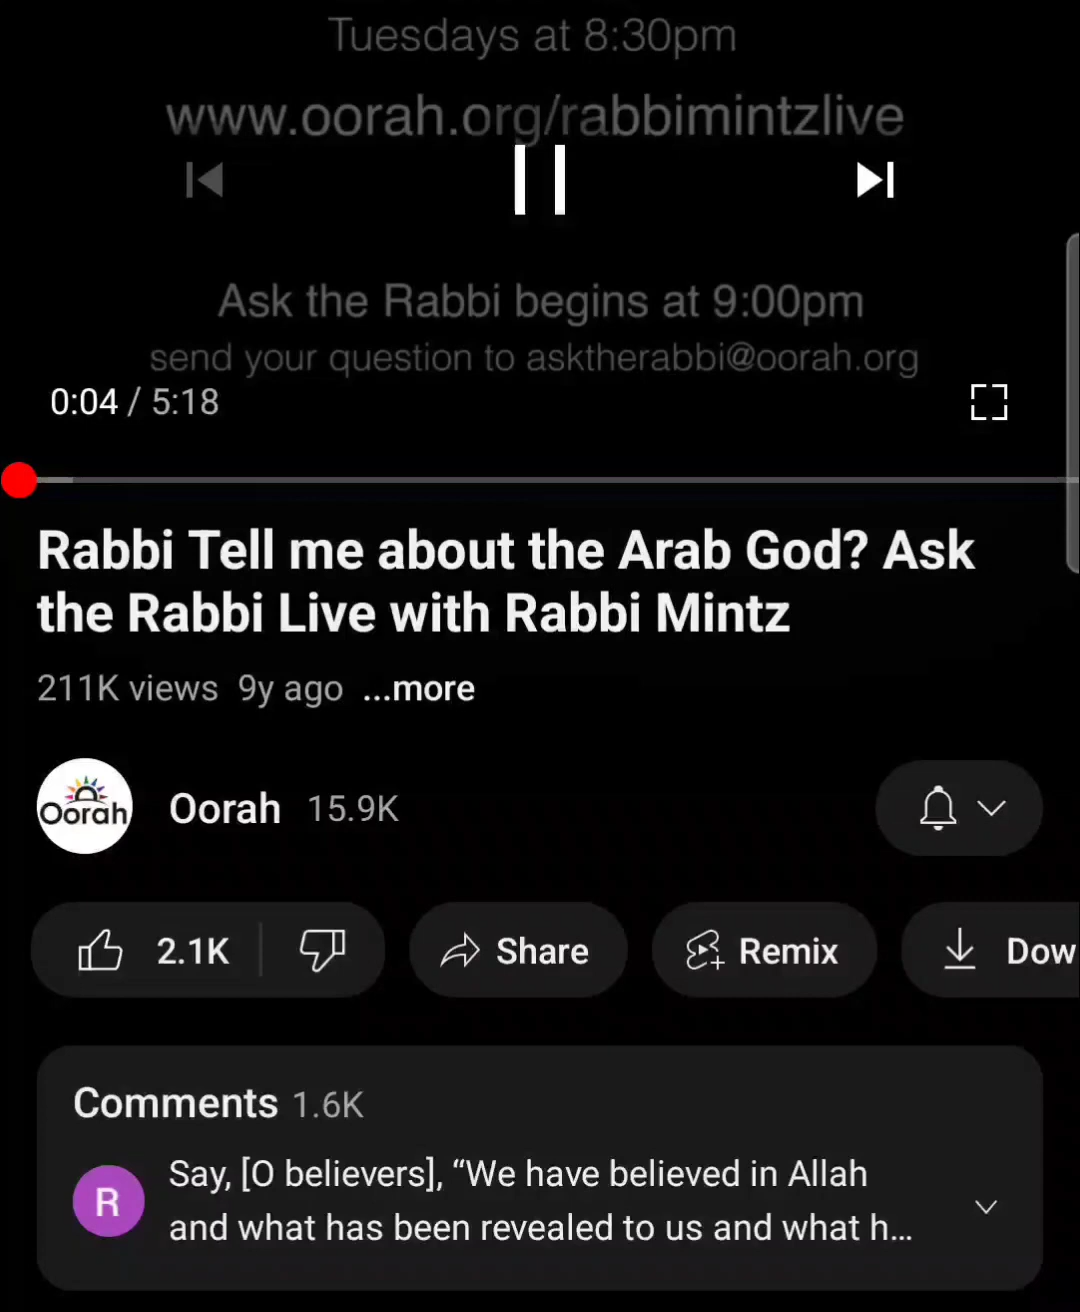 Tuesdays at 8:30pm
www.oorah.org/rabbimintzlive
Ask the Rabbi begins at 9:00pm
send your question to asktherabbi@oorah.org
0:04 / 5:18
Rabbi Tell me about the Arab God? Ask
the Rabbi Live with Rabbi Mintz
211K views 9y ago ...more
Oorah
Oorah 15.9K
2.1K Share Remix Dow
Comments 1.6K
R
Say, [O believers], “We have believed in Allah
and what has been revealed to us and what h...